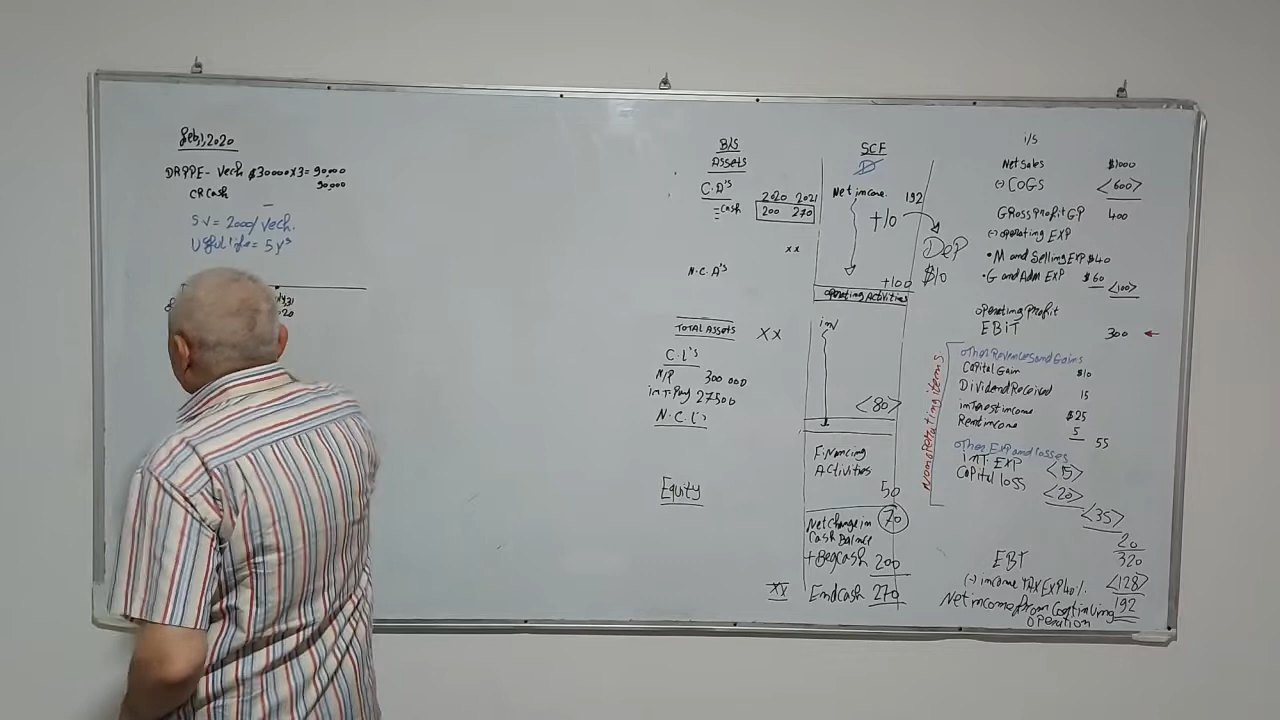 Feb,1,2020
DR PPE - Vech $30000x3= 90,000
CR Cash 90,000
SV = 2000/Vech.
Useful life = 5 yrs
B/S
Assets
C.A's
2020 2021
Cash 200 270
xx
N.C.A's
TOTAL ASSETS XX
C.L's
N/P 300 000
int. Pay 27500
N.C.L's
Equity
SCF
D
Net income 192
+10
+100
operating Activities
inv
<80>
Financing
Activities
50
Net change in 70
Cash Balance
+ Beg cash 200
XX End cash 270
Dep
$10
i/s
Net Sales $1000
(-) COGS <600>
Gross Profit GP 400
(-) operating EXP
• M and Selling EXP $40
• G and Adm EXP $60 <100>
operating Profit
EBIT 300
Nonoperating items
other Revenues and Gains
Capital Gain $10
Dividend Received 15
interest income $25
Rent income 5 55
other Exp and losses
INT. EXP <15>
Capital loss <20>
<35>
20
EBT 320
(-) income TAX EXP 40% <128>
Net income from Continuing 192
operation